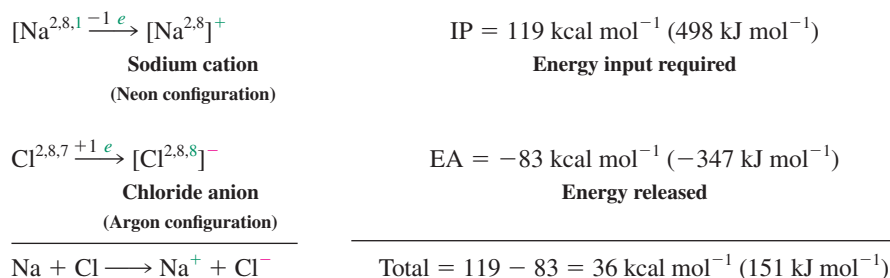 [Na²,⁸,¹ —−1 e→ [Na²,⁸]⁺ IP = 119 kcal mol⁻¹ (498 kJ mol⁻¹)
Sodium cation Energy input required
(Neon configuration)
Cl²,⁸,⁷ —+1 e→ [Cl²,⁸,⁸]⁻ EA = −83 kcal mol⁻¹ (−347 kJ mol⁻¹)
Chloride anion Energy released
(Argon configuration)
Na + Cl ⟶ Na⁺ + Cl⁻ Total = 119 − 83 = 36 kcal mol⁻¹ (151 kJ mol⁻¹)